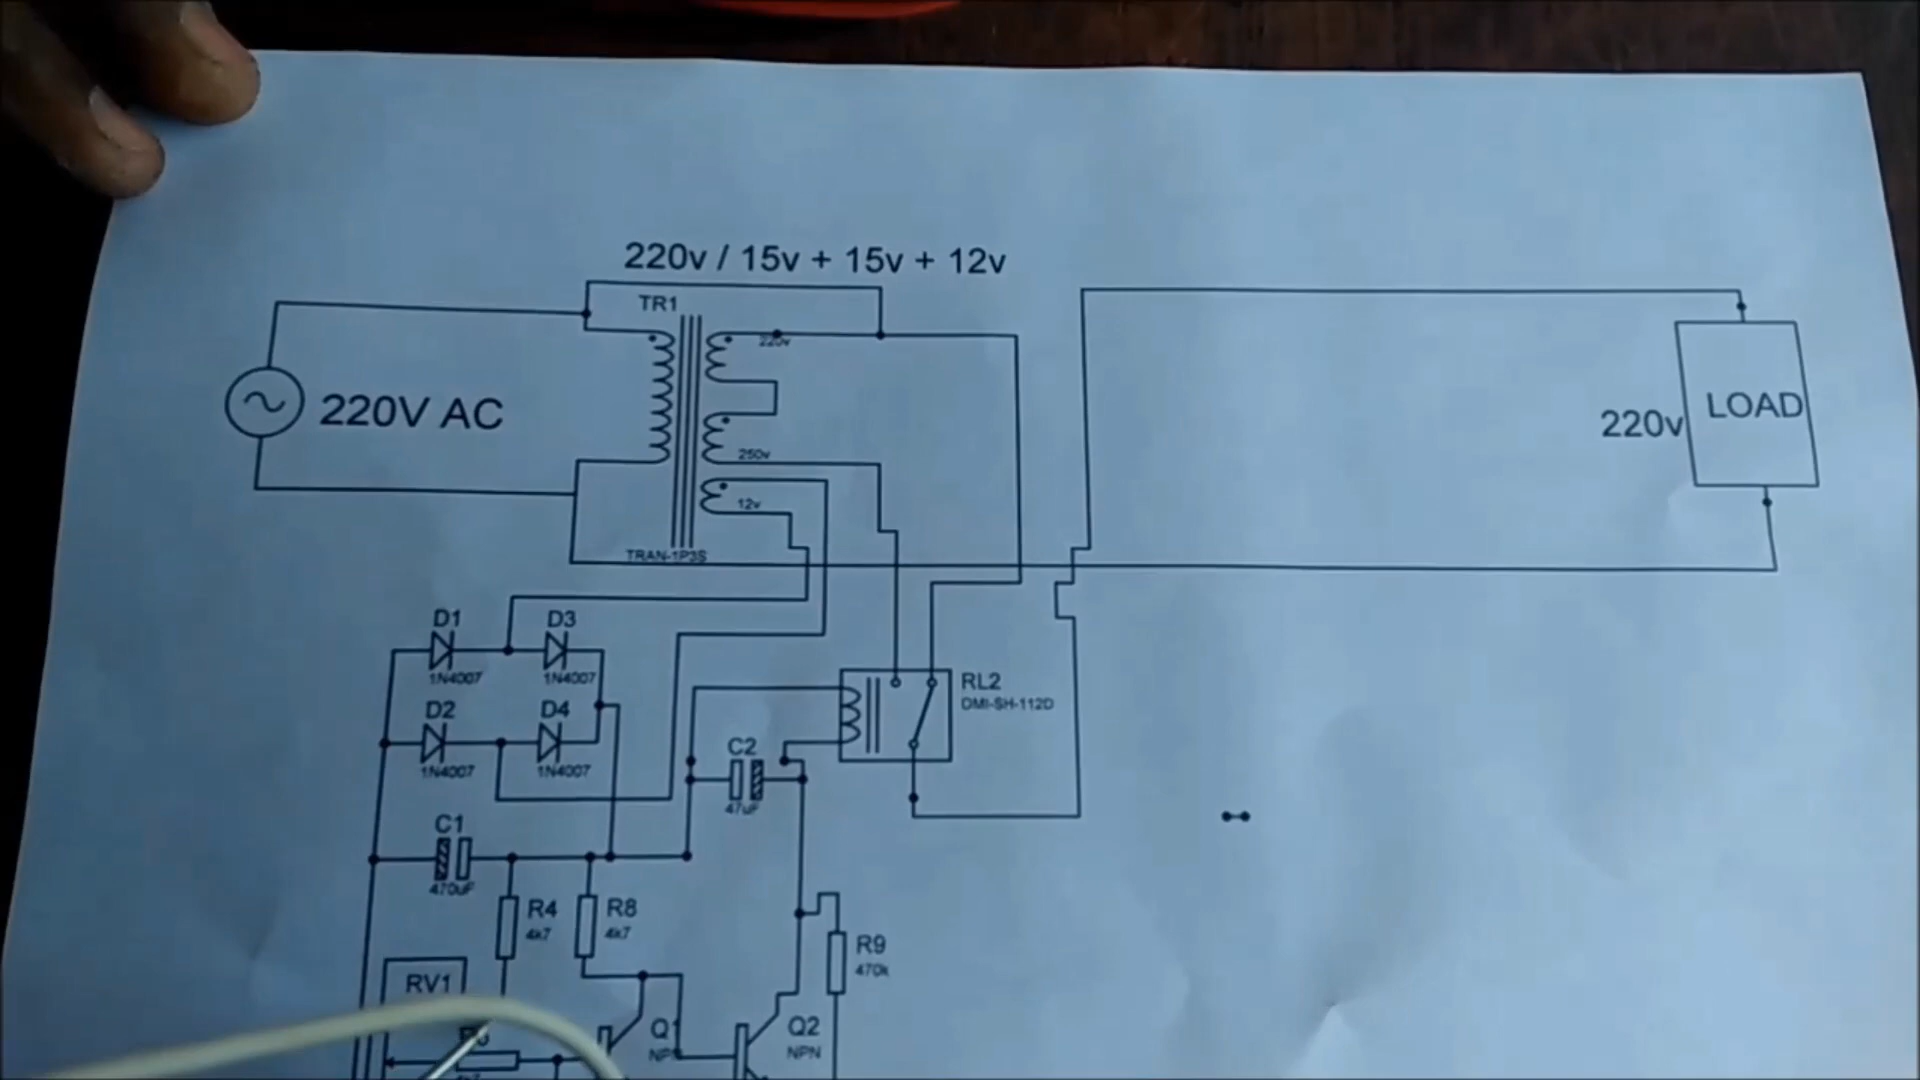 220v / 15v + 15v + 12v
TR1
220v
220V AC
LOAD
220v
250v
12v
TRAN-1P3S
D1
D3
1N4007
1N4007
RL2
DMI-SH-112D
D2
D4
1N4007
1N4007
C2
47uF
C1
470uF
R4
4k7
R8
4k7
R9
470k
RV1
Q1
Q2
NPN